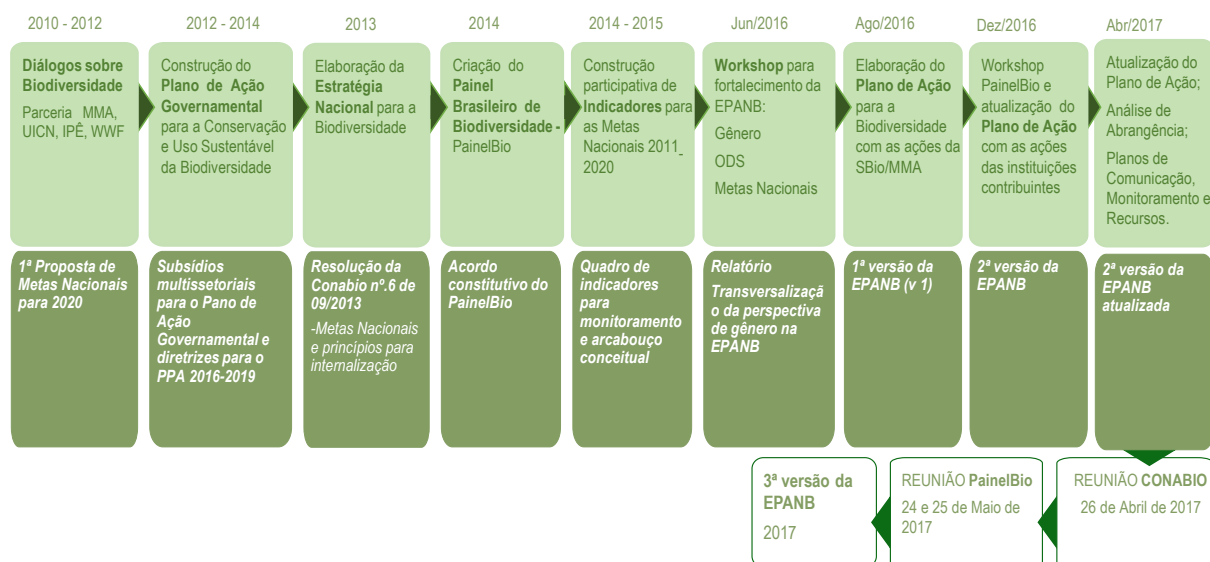 2010 - 2012
Diálogos sobre
Biodiversidade
Parceria MMA,
UICN, IPÊ, WWF
2012 - 2014
Construção do
Plano de Ação
Governamental
para a Conservação
e Uso Sustentável
da Biodiversidade
2013
Elaboração da
Estratégia
Nacional para a
Biodiversidade
2014
Criação do
Painel
Brasileiro de
Biodiversidade -
PainelBio
2014 - 2015
Construção
participativa de
Indicadores para
as Metas
Nacionais 2011_
2020
Jun/2016
Workshop para
fortalecimento da
EPANB:
Gênero
ODS
Metas Nacionais
Ago/2016
Elaboração do
Plano de Ação
para a
Biodiversidade
com as ações da
SBio/MMA
Dez/2016
Workshop
PainelBio e
atualização do
Plano de Ação
com as ações
das instituições
contribuintes
Abr/2017
Atualização do
Plano de Ação;
Análise de
Abrangência;
Planos de
Comunicação,
Monitoramento e
Recursos.
1ª Proposta de
Metas Nacionais
para 2020
Subsídios
multissetoriais
para o Pano de
Ação
Governamental e
diretrizes para o
PPA 2016-2019
Resolução da
Conabio nº.6 de
09/2013
-Metas Nacionais
e princípios para
internalização
Acordo
constitutivo do
PainelBio
Quadro de
indicadores
para
monitoramento
e arcabouço
conceitual
Relatório
Transversalizaçã
o da perspectiva
de gênero na
EPANB
1ª versão da
EPANB (v 1)
2ª versão da
EPANB
2ª versão da
EPANB
atualizada
3ª versão da
EPANB
2017
REUNIÃO PainelBio
24 e 25 de Maio de
2017
REUNIÃO CONABIO
26 de Abril de 2017